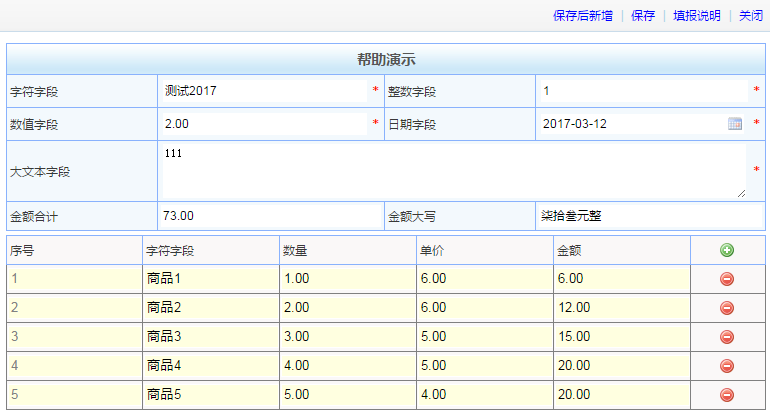 保存后新增 | 保存 | 填报说明 | 关闭
帮助演示
字符字段 测试2017 * 整数字段 1 *
数值字段 2.00 * 日期字段 2017-03-12 *
大文本字段 111 *
金额合计 73.00 金额大写 柒拾叁元整
序号 字符字段 数量 单价 金额
1 商品1 1.00 6.00 6.00
2 商品2 2.00 6.00 12.00
3 商品3 3.00 5.00 15.00
4 商品4 4.00 5.00 20.00
5 商品5 5.00 4.00 20.00